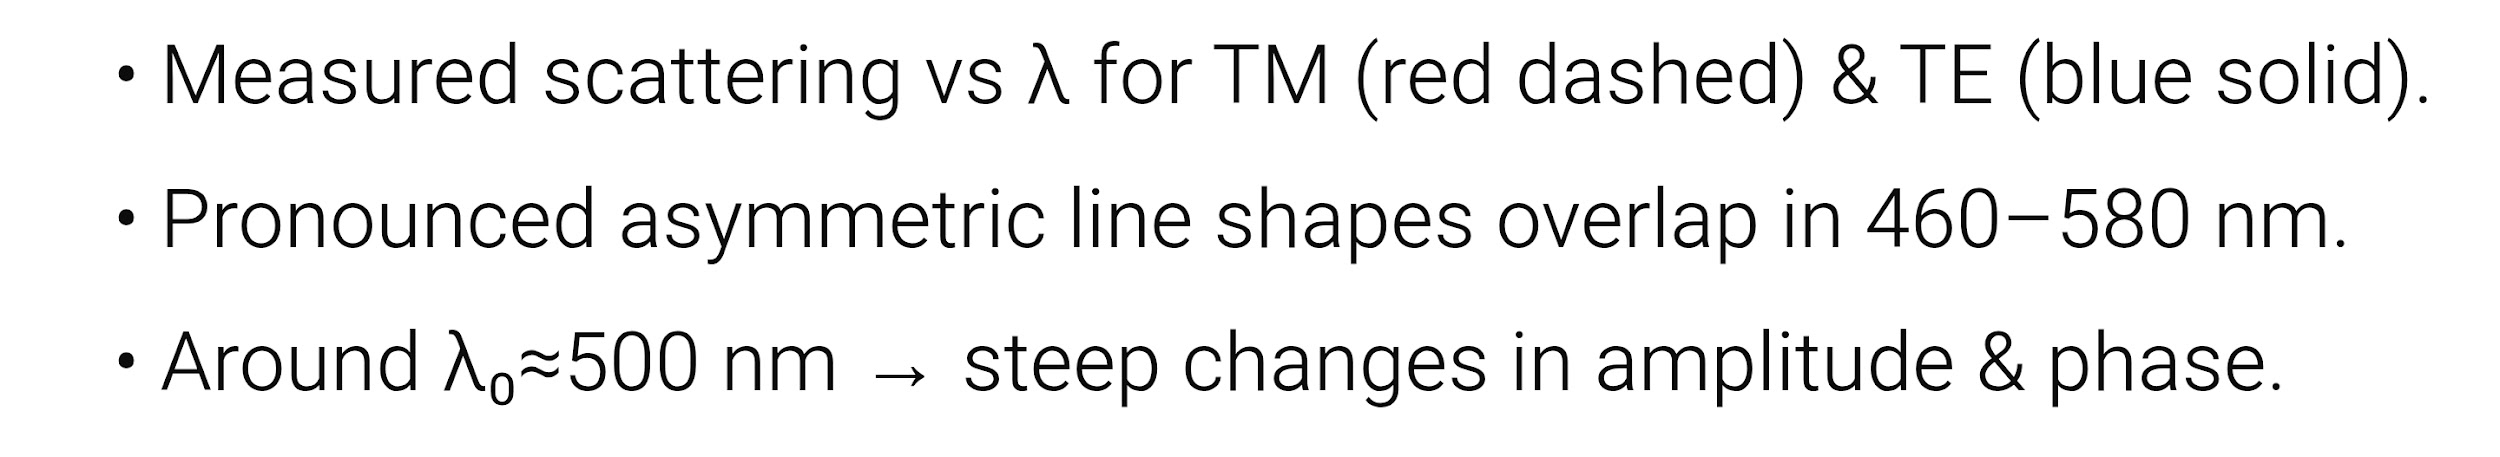 • Measured scattering vs λ for TM (red dashed) & TE (blue solid).
• Pronounced asymmetric line shapes overlap in 460–580 nm.
• Around λ₀≈500 nm → steep changes in amplitude & phase.